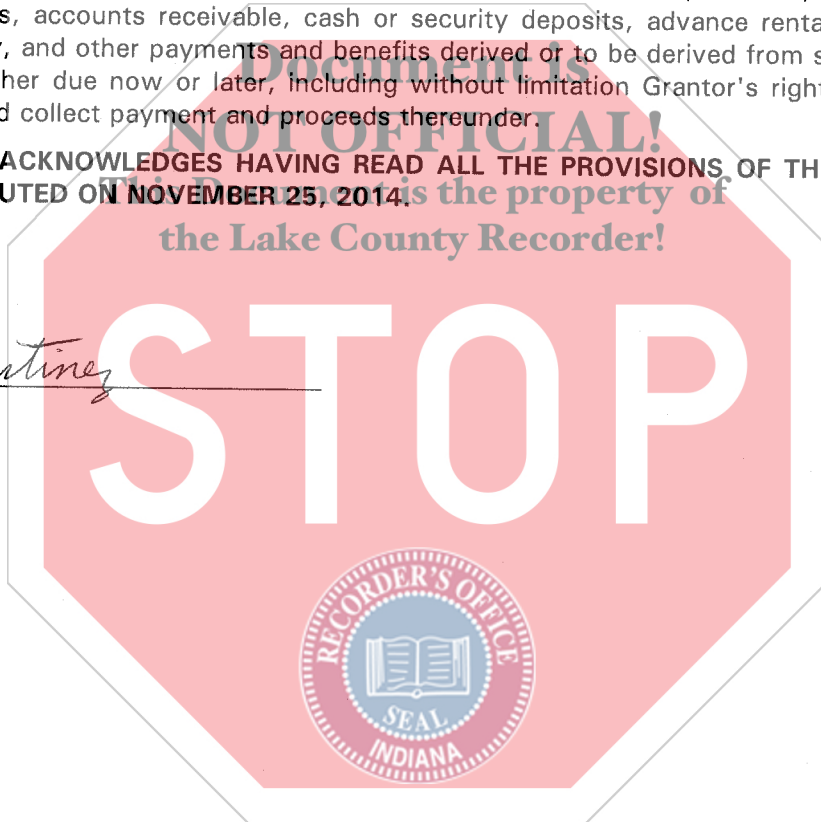 s, accounts receivable, cash or security deposits, advance renta
, and other payments and benefits derived or to be derived from s
her due now or later, including without limitation Grantor's right
d collect payment and proceeds thereunder.
ACKNOWLEDGES HAVING READ ALL THE PROVISIONS OF TH
UTED ON NOVEMBER 25, 2014.
Document is
NOT OFFICIAL!
This Document is the property of
the Lake County Recorder!
stinez
STOP
RECORDER'S OFFICE
SEAL
INDIANA